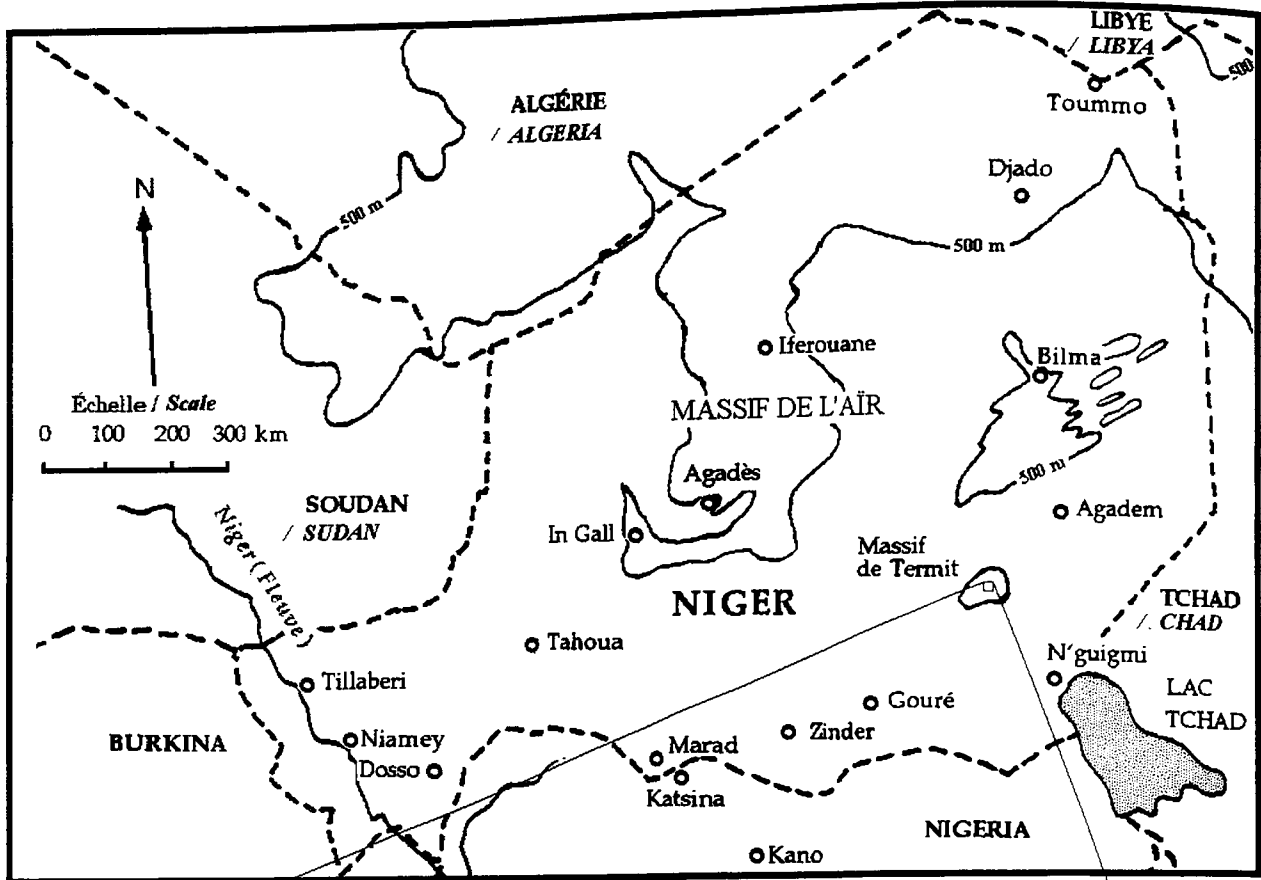 LIBYE
/ LIBYA
500
Toummo
ALGÉRIE
/ ALGERIA
Djado
N
500 m
500 m
Iferouane
Bilma
Échelle / Scale
0 100 200 300 km
MASSIF DE L'AÏR
500 m
Agadès
Agadem
SOUDAN
/ SUDAN
Niger (Fleuve)
In Gall
Massif
de Termit
NIGER
TCHAD
/. CHAD
Tahoua
N'guigmi
Tillaberi
LAC
TCHAD
Gouré
Zinder
BURKINA
Niamey
Marad
Dosso
Katsina
NIGERIA
Kano